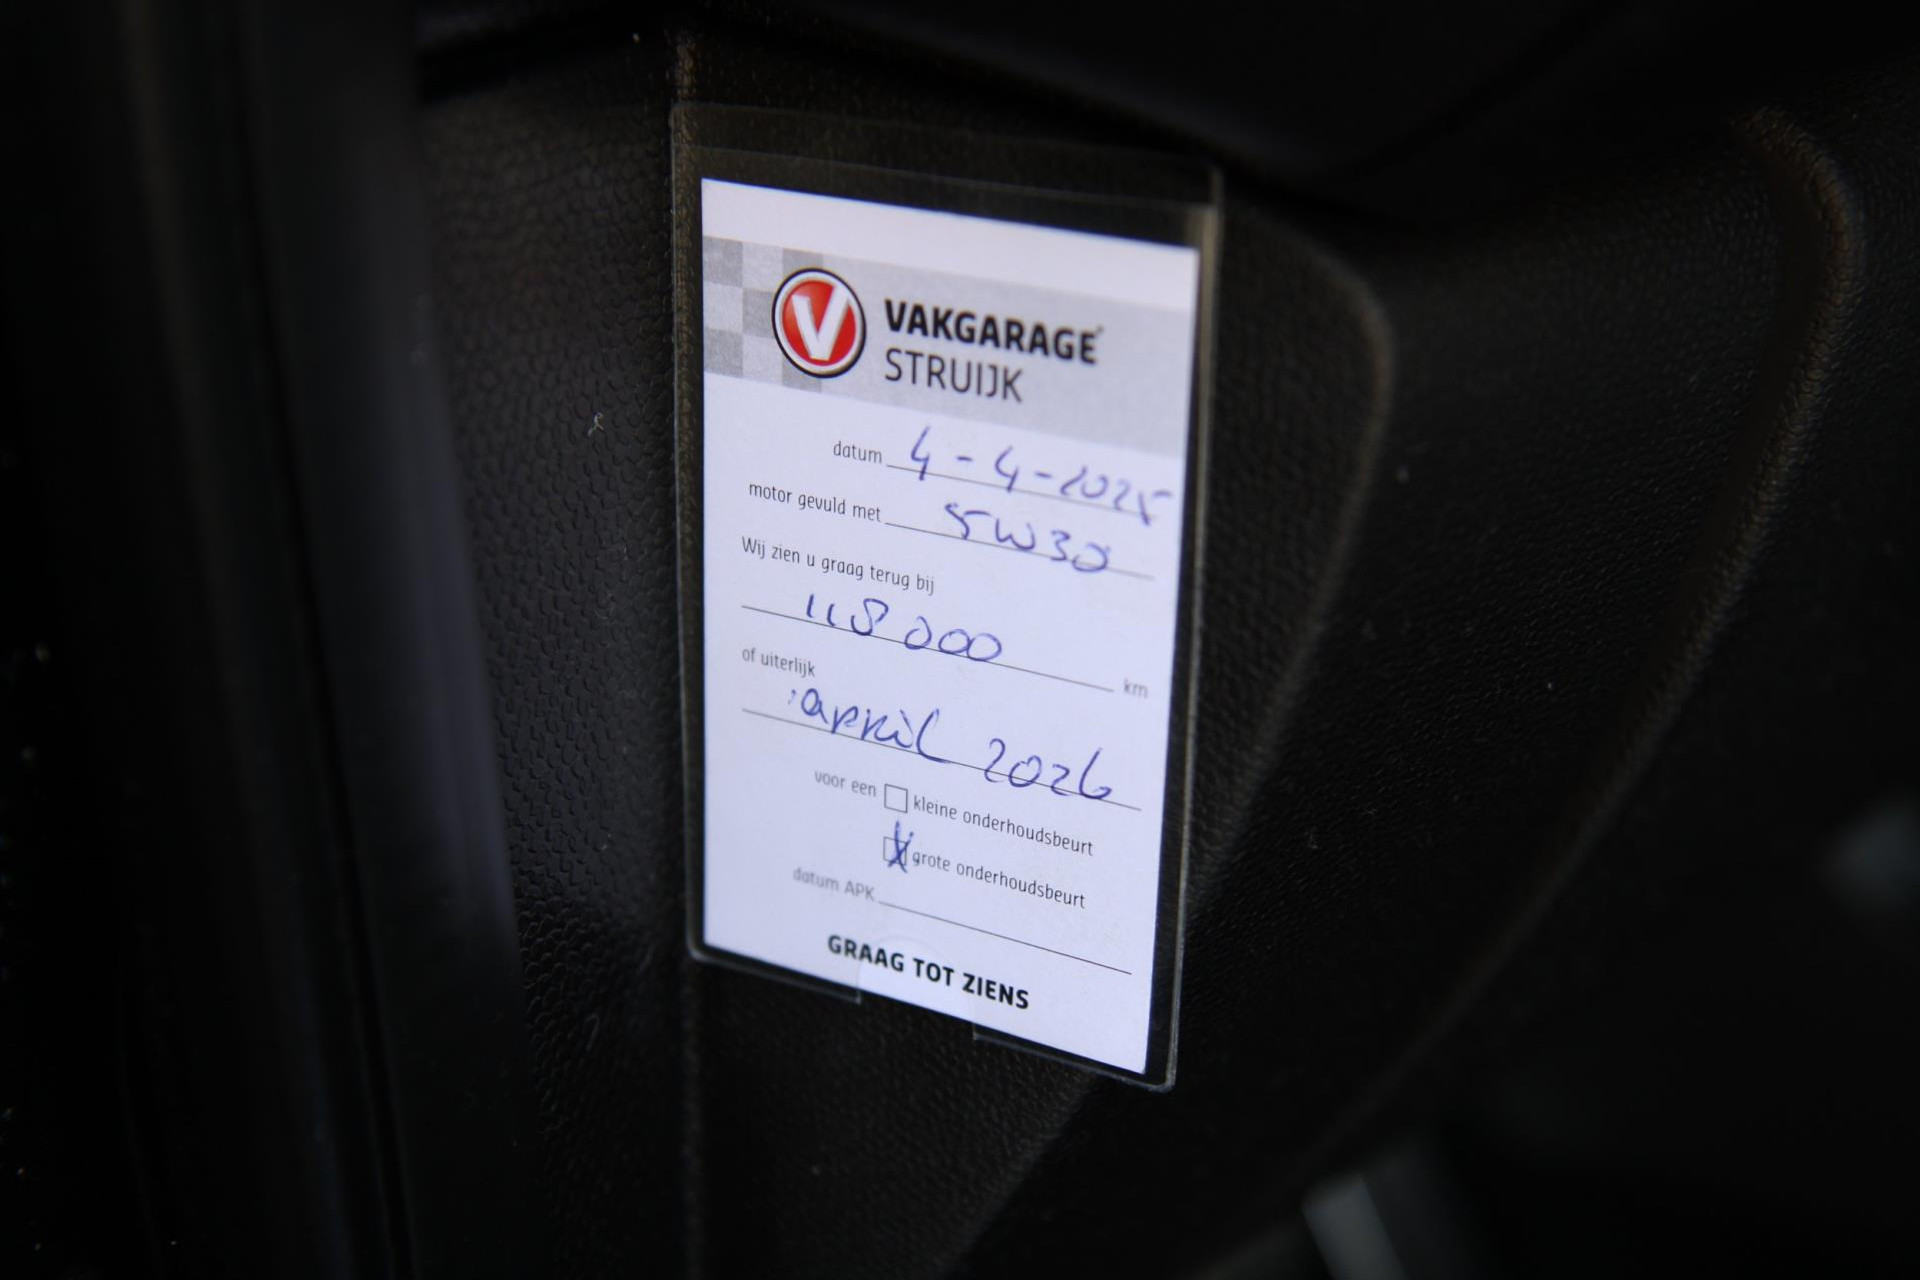 V
VAKGARAGE
STRUIJK
datum 4-4-2025
motor gevuld met 5W30
Wij zien u graag terug bij
118 000 km
of uiterlijk
april 2026
voor een kleine onderhoudsbeurt
X grote onderhoudsbeurt
datum APK
GRAAG TOT ZIENS